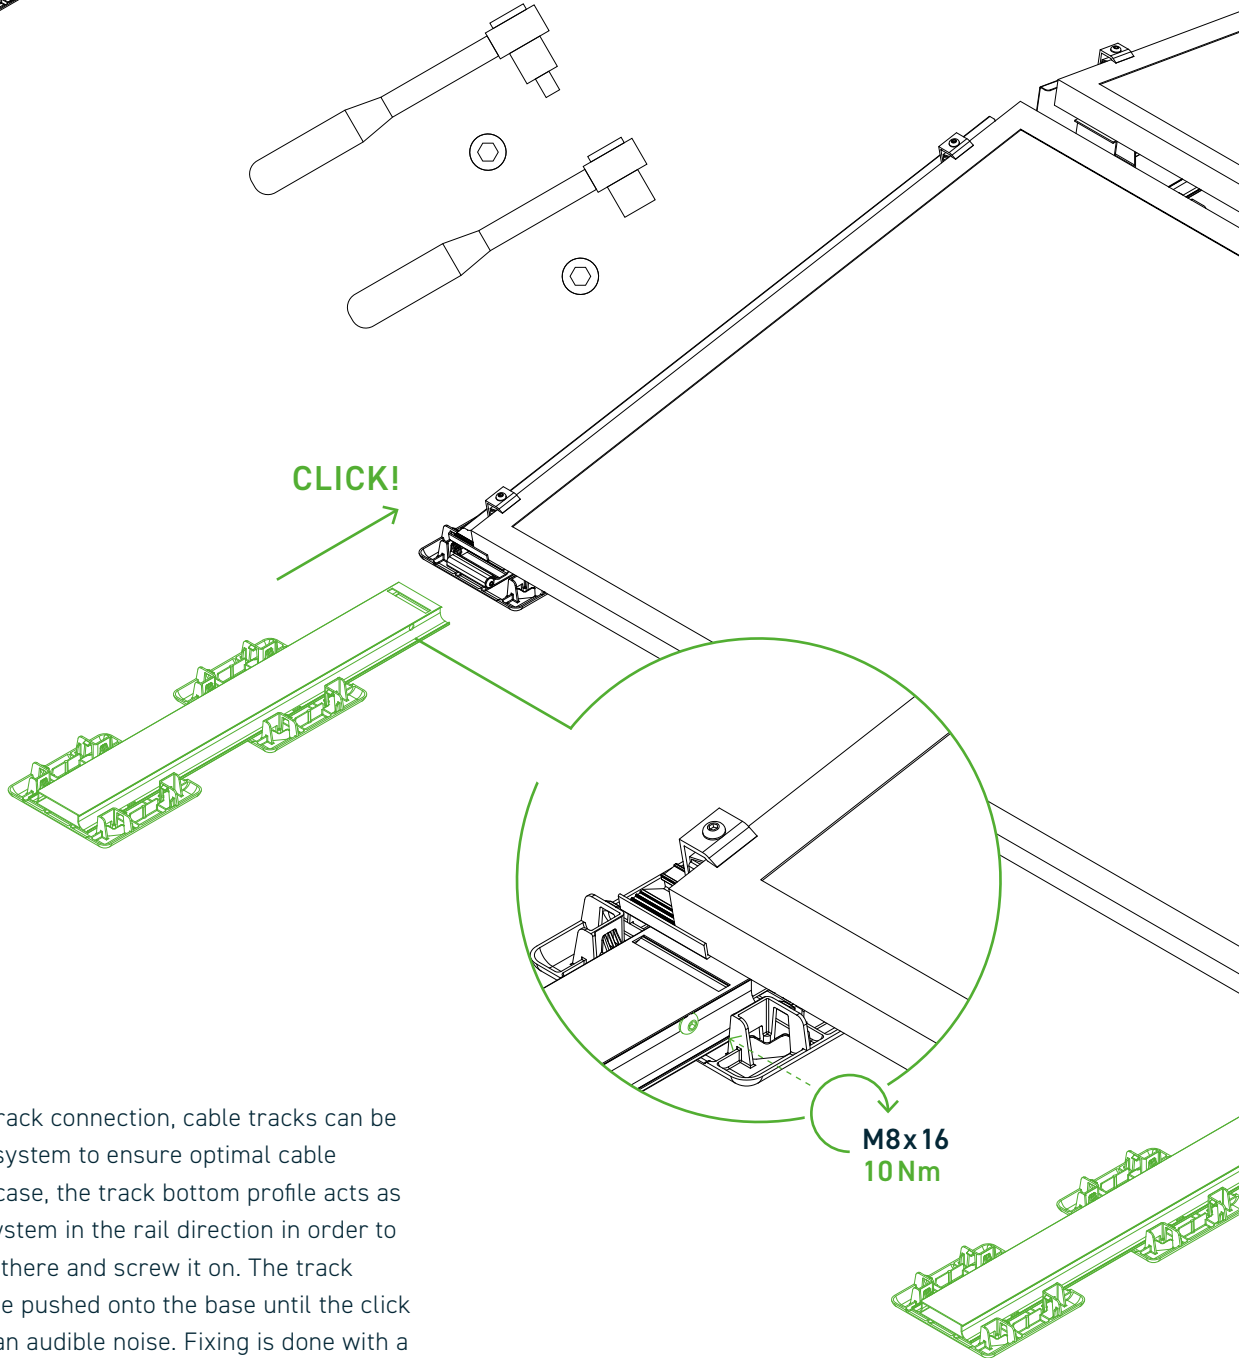 CLICK!
M8x16
10Nm
rack connection, cable tracks can be
system to ensure optimal cable
case, the track bottom profile acts as
ystem in the rail direction in order to
there and screw it on. The track
e pushed onto the base until the click
an audible noise. Fixing is done with a